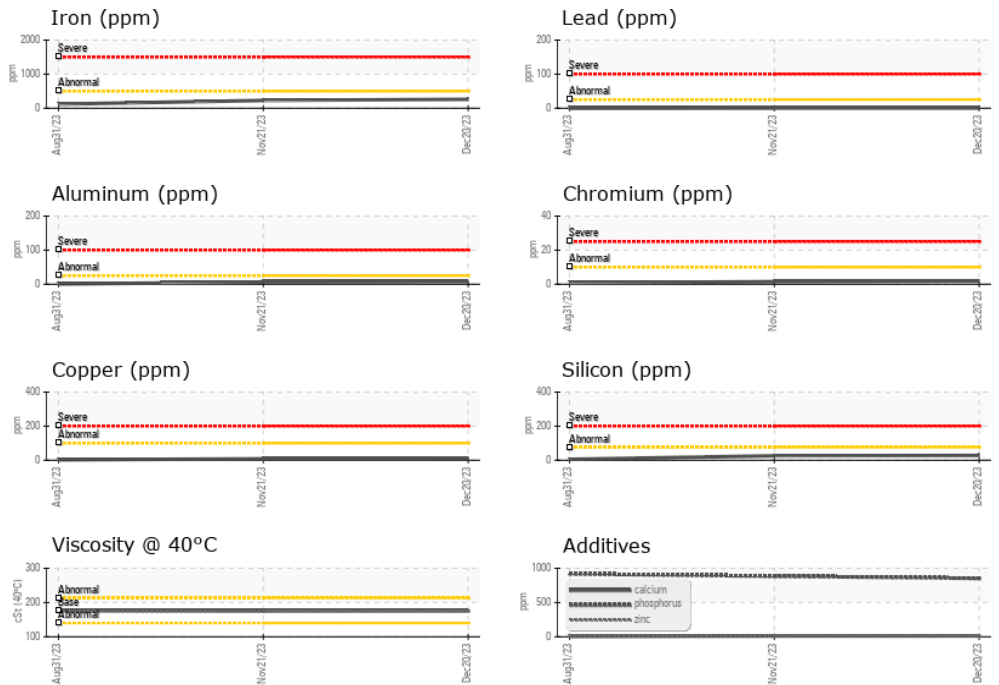 Iron (ppm)
2000
1000
0
ppm
Severe
Abnormal
Aug31/23
Nov21/23
Dec20/23
Lead (ppm)
200
100
0
ppm
Severe
Abnormal
Aug31/23
Nov21/23
Dec20/23
Aluminum (ppm)
200
100
0
ppm
Severe
Abnormal
Aug31/23
Nov21/23
Dec20/23
Chromium (ppm)
40
20
0
ppm
Severe
Abnormal
Aug31/23
Nov21/23
Dec20/23
Copper (ppm)
400
200
0
ppm
Severe
Abnormal
Aug31/23
Nov21/23
Dec20/23
Silicon (ppm)
400
200
0
ppm
Severe
Abnormal
Aug31/23
Nov21/23
Dec20/23
Viscosity @ 40°C
300
200
100
cSt (40°C)
Abnormal
Base
Abnormal
Aug31/23
Nov21/23
Dec20/23
Additives
1000
500
0
ppm
calcium
phosphorus
zinc
Aug31/23
Nov21/23
Dec20/23